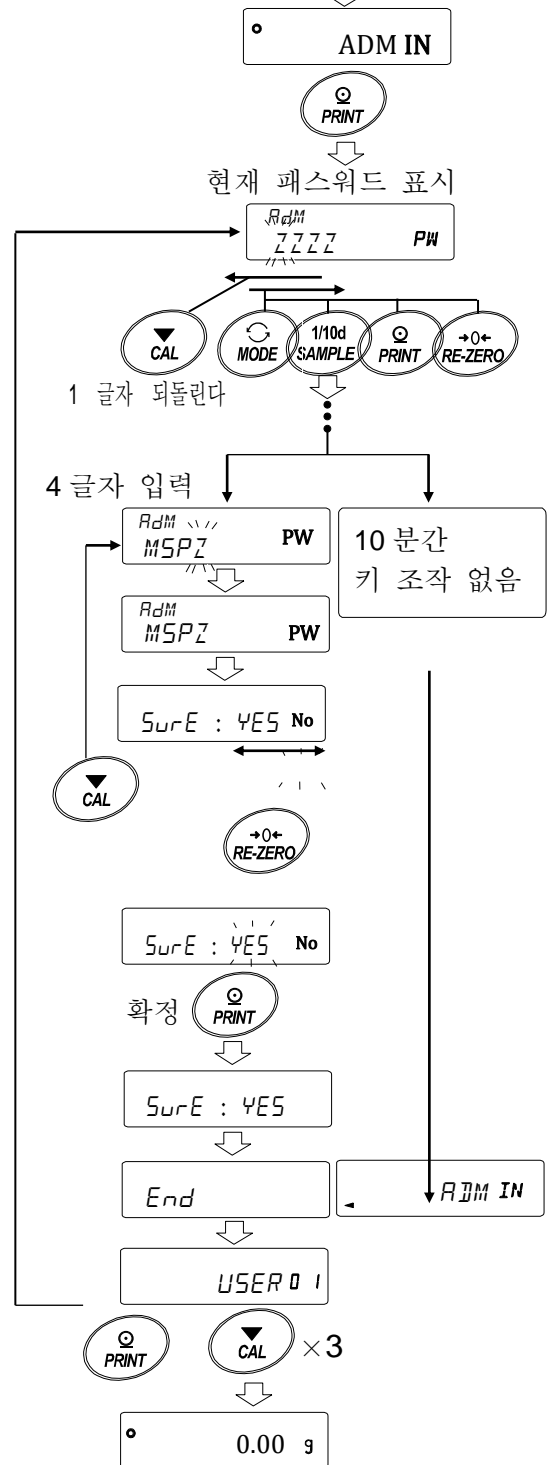 ADM IN
PRINT
현재 패스워드 표시
AdM
ZZZZ PW
CAL
MODE
1/10d
SAMPLE
PRINT
→0←
RE-ZERO
1 글자 되돌린다
4 글자 입력
AdM
MSPZ PW
10 분간
키 조작 없음
AdM
MSPZ PW
SurE : YES No
CAL
→0←
RE-ZERO
SurE : YES No
확정
PRINT
SurE : YES
End
ADM IN
USER 01
PRINT
CAL
×3
0.00 g